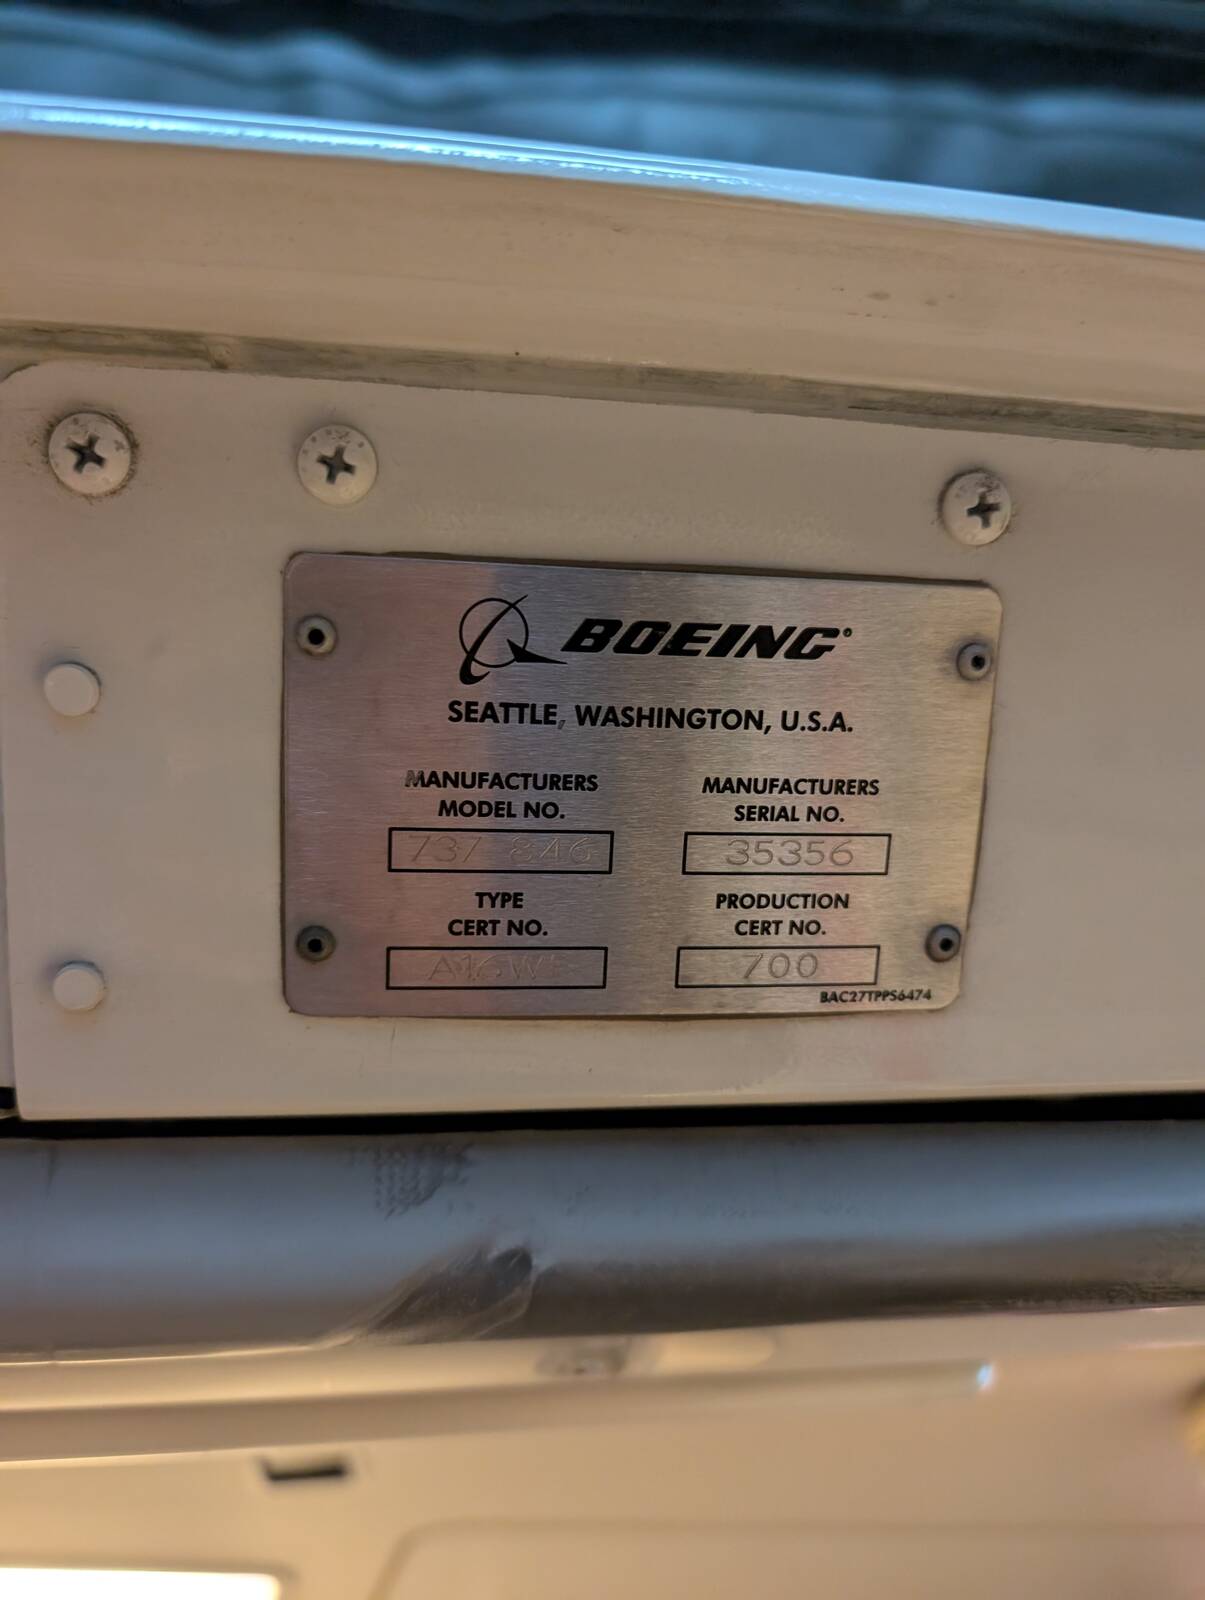 BOEING®
SEATTLE, WASHINGTON, U.S.A.
MANUFACTURERS
MODEL NO.
737 846
MANUFACTURERS
SERIAL NO.
35356
TYPE
CERT NO.
A16WE
PRODUCTION
CERT NO.
700
BAC27TPPS6474